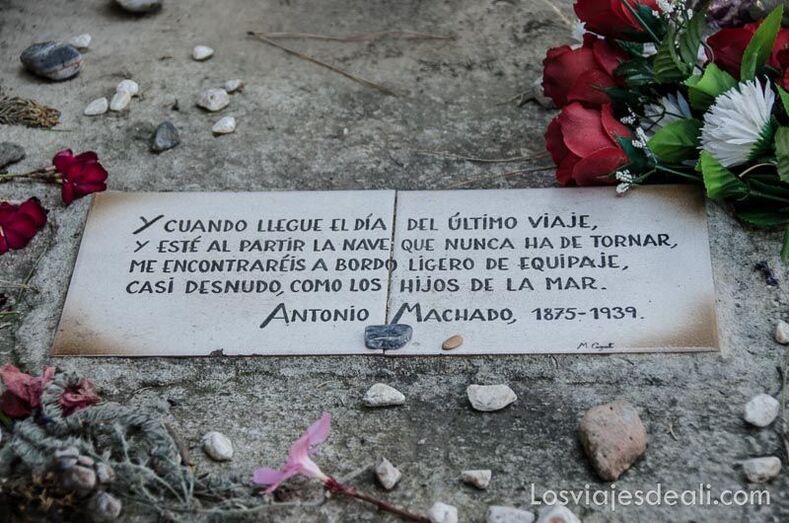 Y CUANDO LLEGUE EL DÍA DEL ÚLTIMO VIAJE,
Y ESTÉ AL PARTIR LA NAVE QUE NUNCA HA DE TORNAR,
ME ENCONTRARÉIS A BORDO LIGERO DE EQUIPAJE,
CASI DESNUDO, COMO LOS HIJOS DE LA MAR.
ANTONIO MACHADO, 1875-1939.
Losviajesdeali.com